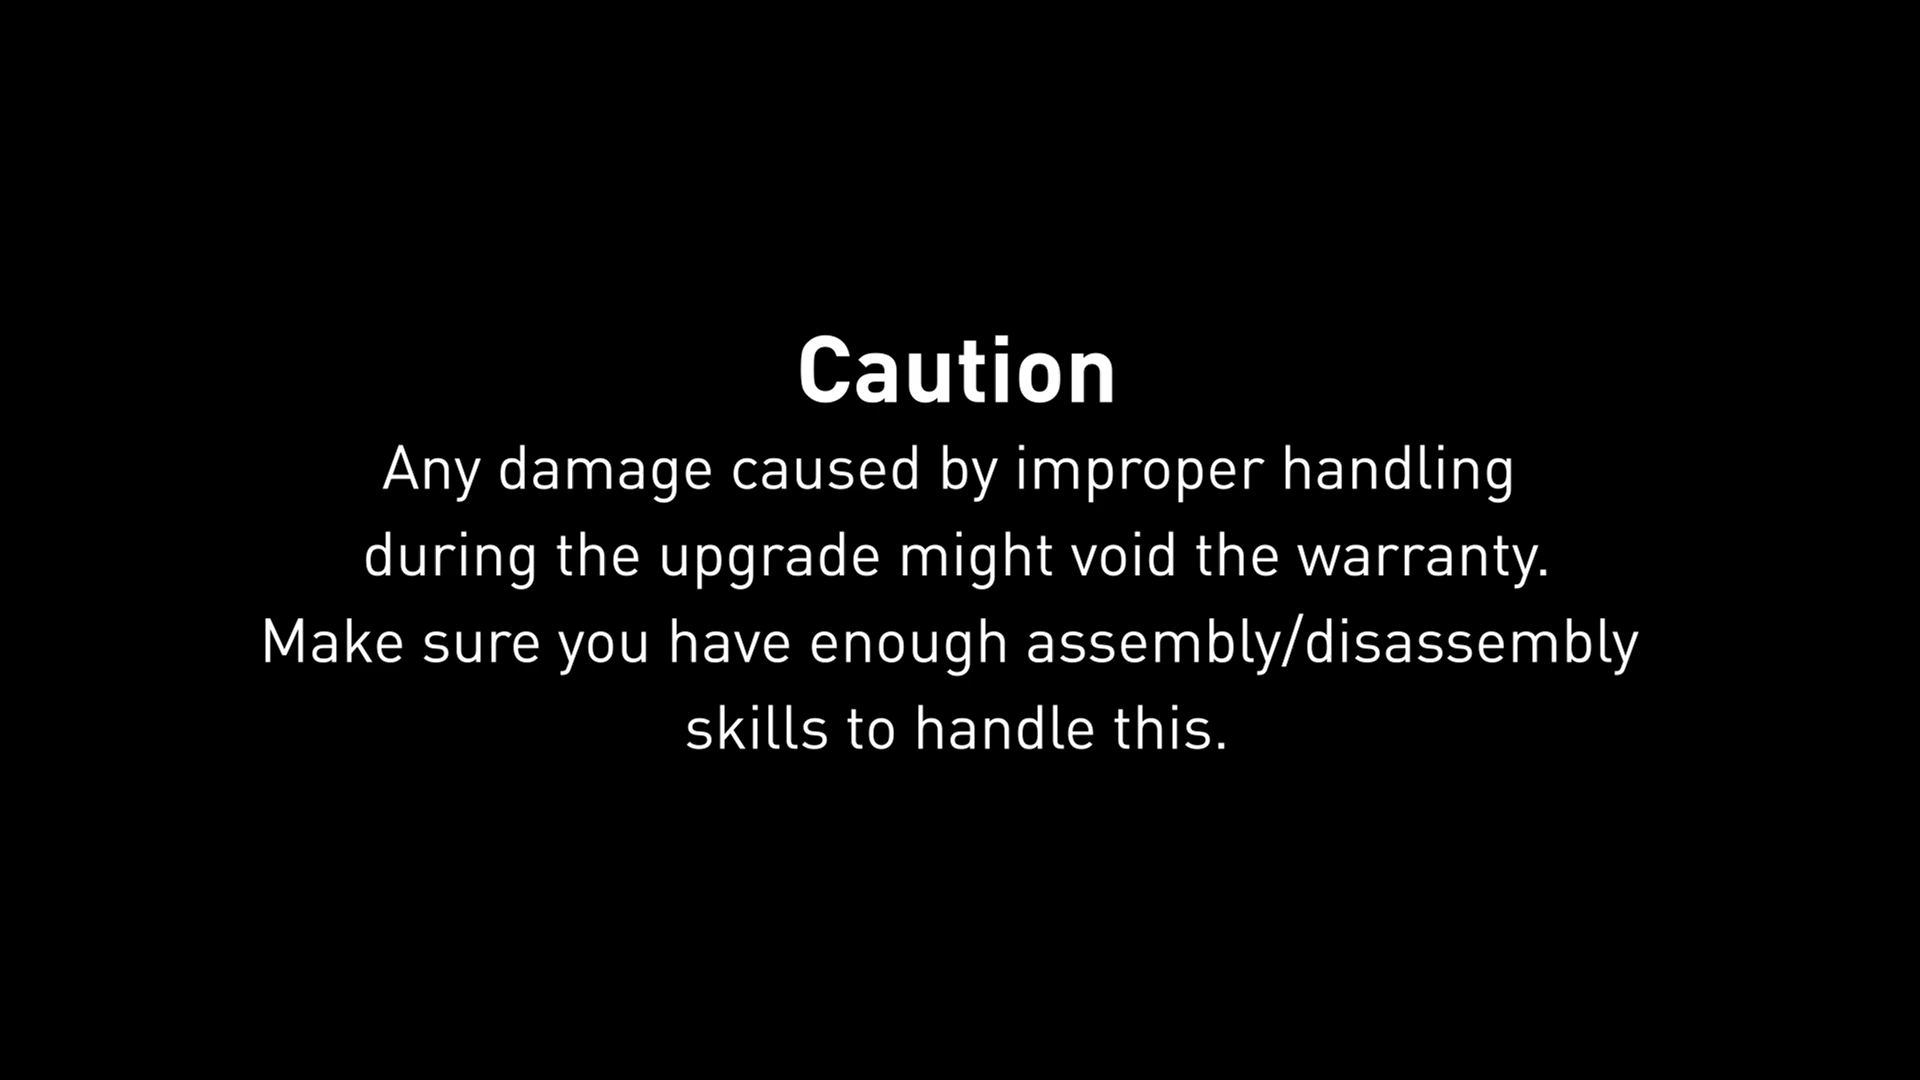 Caution
Any damage caused by improper handling
during the upgrade might void the warranty.
Make sure you have enough assembly/disassembly
skills to handle this.